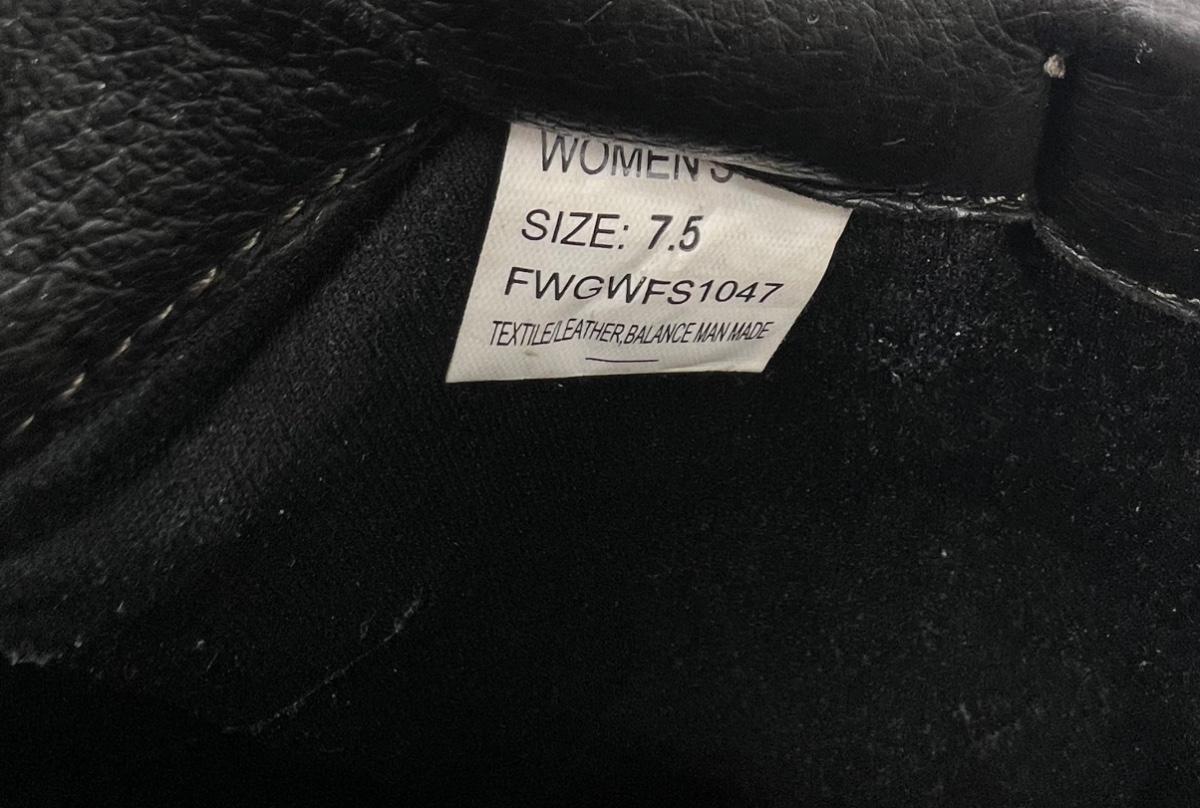 WOMEN'S
SIZE: 7.5
FWGWFS1047
TEXTILE/LEATHER,BALANCE MAN MADE